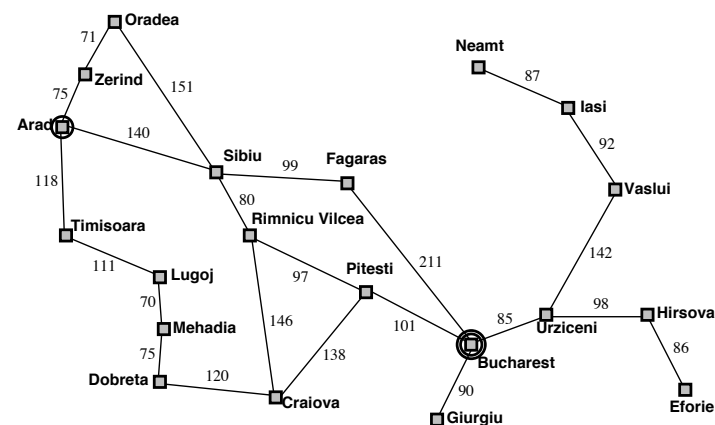 Oradea
71
Neamt
Zerind
87
151
75
Iasi
Arad
140
92
Sibiu
Fagaras
99
118
Vaslui
80
Timisoara
Rimnicu Vilcea
142
111
211
Lugoj
97
Pitesti
70
98
Hirsova
146
85
Mehadia
101
Urziceni
138
86
75
Bucharest
120
Dobreta
90
Craiova
Eforie
Giurgiu